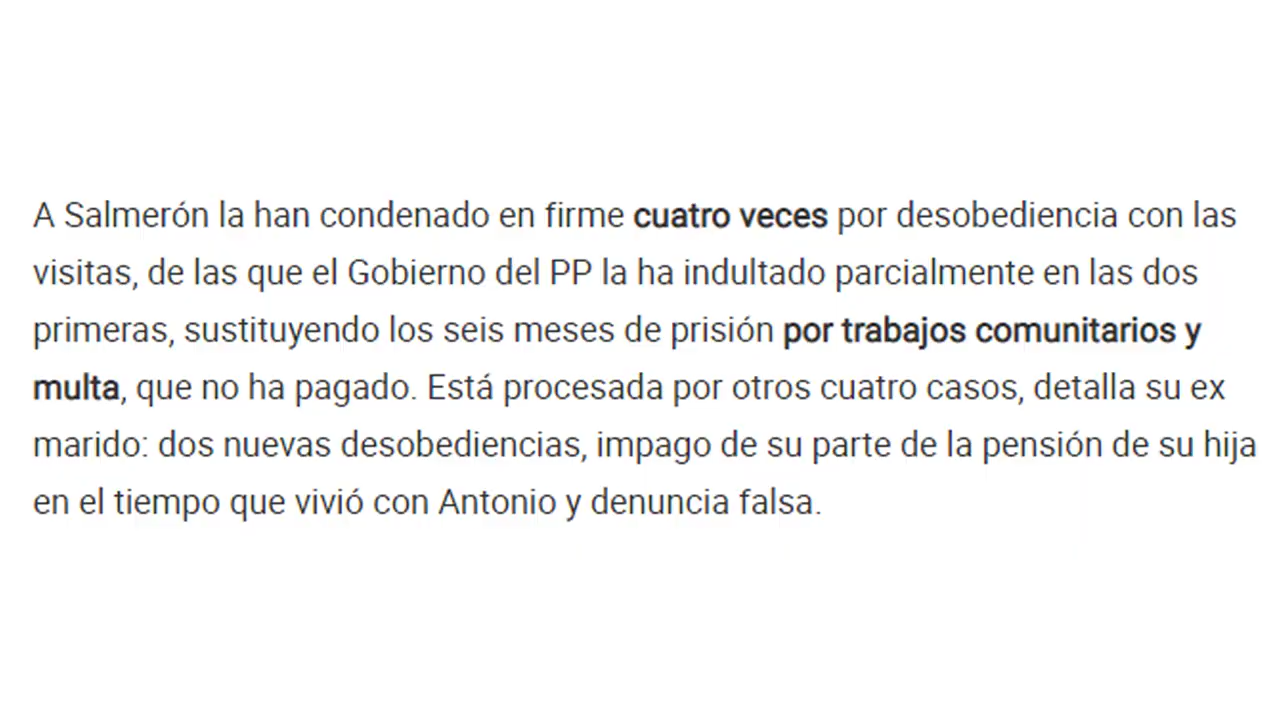 A Salmerón la han condenado en firme cuatro veces por desobediencia con las
visitas, de las que el Gobierno del PP la ha indultado parcialmente en las dos
primeras, sustituyendo los seis meses de prisión por trabajos comunitarios y
multa, que no ha pagado. Está procesada por otros cuatro casos, detalla su ex
marido: dos nuevas desobediencias, impago de su parte de la pensión de su hija
en el tiempo que vivió con Antonio y denuncia falsa.